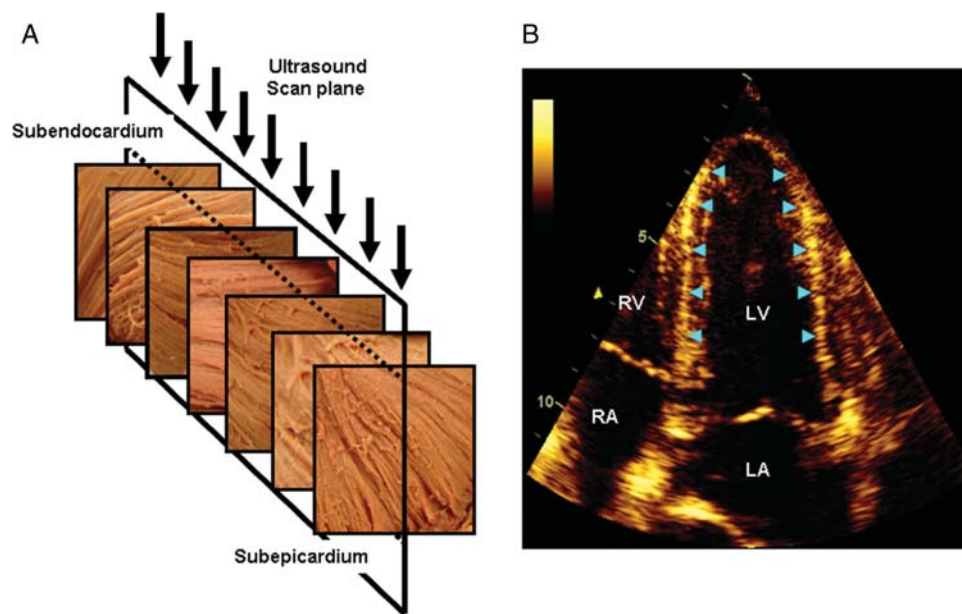 A
Ultrasound
Scan plane
Subendocardium
Subepicardium
B
5
RV
LV
10
RA
LA